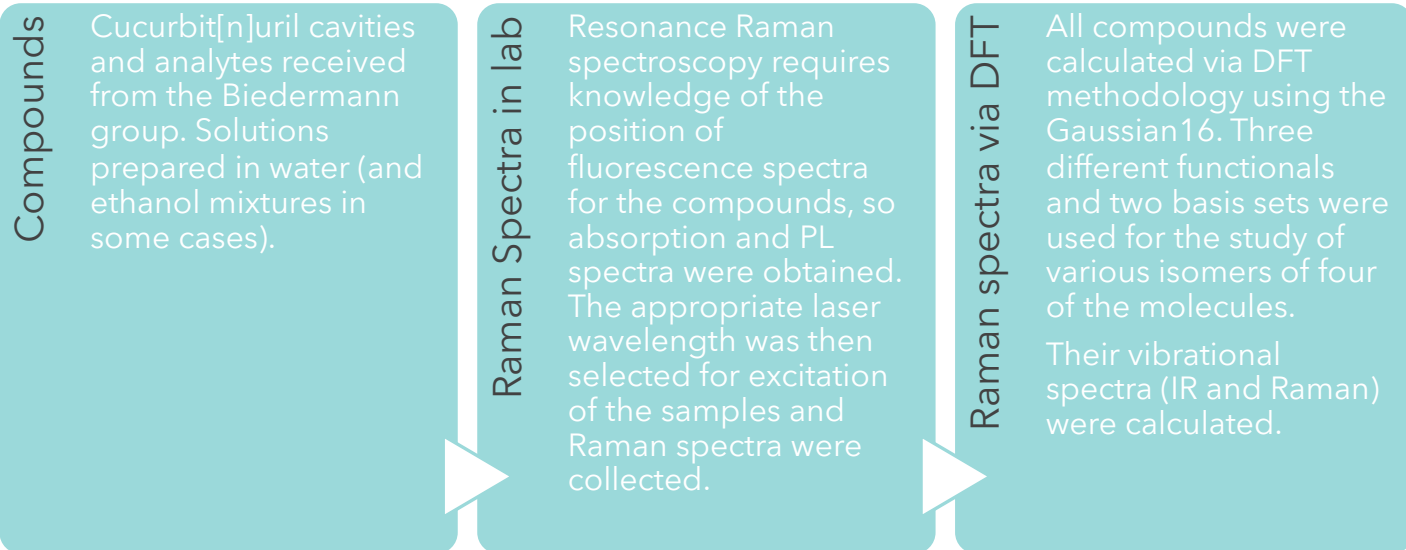 Compounds
Cucurbit[n]uril cavities
and analytes received
from the Biedermann
group. Solutions
prepared in water (and
ethanol mixtures in
some cases).
Raman Spectra in lab
Resonance Raman
spectroscopy requires
knowledge of the
position of
fluorescence spectra
for the compounds, so
absorption and PL
spectra were obtained.
The appropriate laser
wavelength was then
selected for excitation
of the samples and
Raman spectra were
collected.
Raman spectra via DFT
All compounds were
calculated via DFT
methodology using the
Gaussian16. Three
different functionals
and two basis sets were
used for the study of
various isomers of four
of the molecules.
Their vibrational
spectra (IR and Raman)
were calculated.